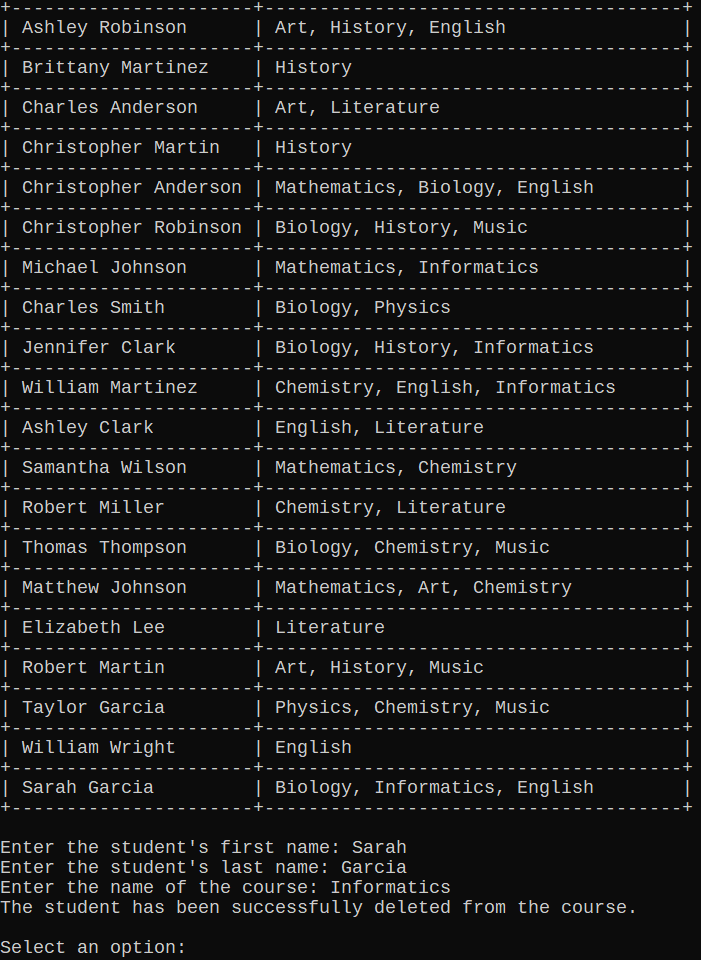 +----------------------+--------------------------------------+
| Ashley Robinson      | Art, History, English                |
+----------------------+--------------------------------------+
| Brittany Martinez    | History                              |
+----------------------+--------------------------------------+
| Charles Anderson     | Art, Literature                      |
+----------------------+--------------------------------------+
| Christopher Martin   | History                              |
+----------------------+--------------------------------------+
| Christopher Anderson | Mathematics, Biology, English        |
+----------------------+--------------------------------------+
| Christopher Robinson | Biology, History, Music              |
+----------------------+--------------------------------------+
| Michael Johnson      | Mathematics, Informatics             |
+----------------------+--------------------------------------+
| Charles Smith        | Biology, Physics                     |
+----------------------+--------------------------------------+
| Jennifer Clark       | Biology, History, Informatics        |
+----------------------+--------------------------------------+
| William Martinez     | Chemistry, English, Informatics      |
+----------------------+--------------------------------------+
| Ashley Clark         | English, Literature                  |
+----------------------+--------------------------------------+
| Samantha Wilson      | Mathematics, Chemistry               |
+----------------------+--------------------------------------+
| Robert Miller        | Chemistry, Literature                |
+----------------------+--------------------------------------+
| Thomas Thompson      | Biology, Chemistry, Music            |
+----------------------+--------------------------------------+
| Matthew Johnson      | Mathematics, Art, Chemistry          |
+----------------------+--------------------------------------+
| Elizabeth Lee        | Literature                           |
+----------------------+--------------------------------------+
| Robert Martin        | Art, History, Music                  |
+----------------------+--------------------------------------+
| Taylor Garcia        | Physics, Chemistry, Music            |
+----------------------+--------------------------------------+
| William Wright       | English                              |
+----------------------+--------------------------------------+
| Sarah Garcia         | Biology, Informatics, English        |
+----------------------+--------------------------------------+

Enter the student's first name: Sarah
Enter the student's last name: Garcia
Enter the name of the course: Informatics
The student has been successfully deleted from the course.

Select an option: